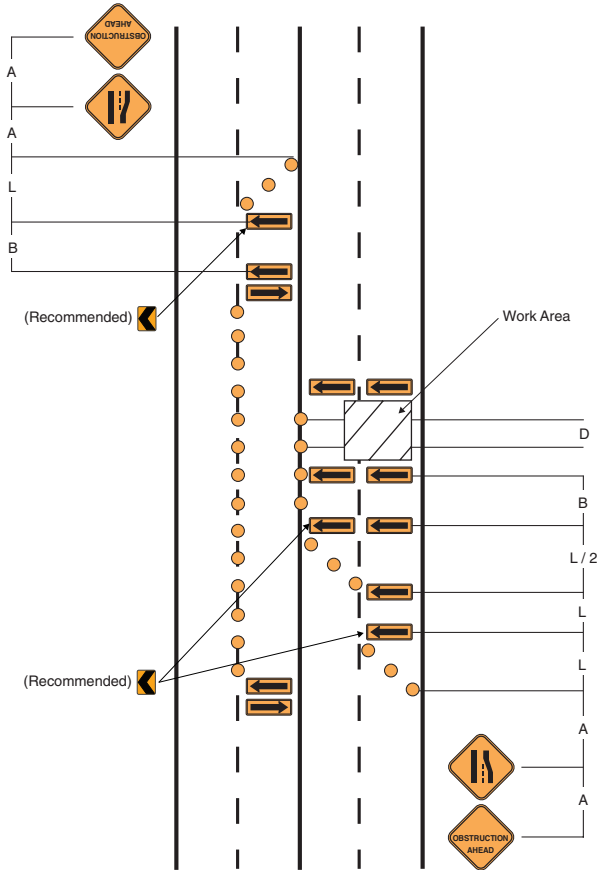 OBSTRUCTION
AHEAD
A
A
L
B
(Recommended)
Work Area
D
B
L / 2
L
L
(Recommended)
A
A
OBSTRUCTION
AHEAD